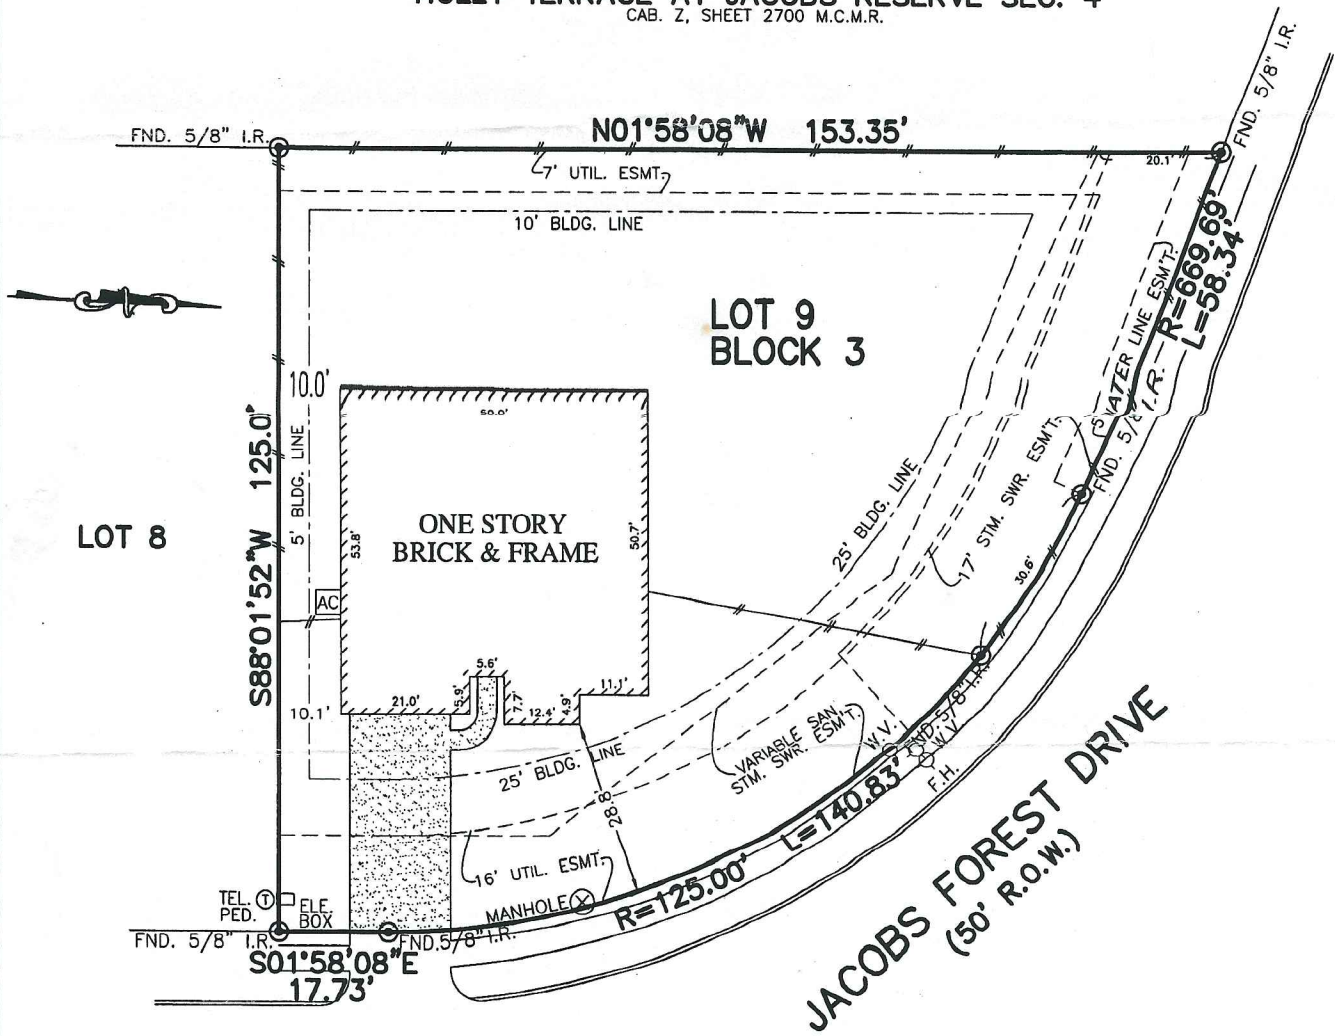 CAB. Z, SHEET 2700 M.C.M.R.
FND. 5/8" I.R.
N01°58'08"W 153.35'
FND. 5/8" I.R.
7' UTIL. ESMT.
20.1'
10' BLDG. LINE
R=669.69'
L=58.34'
5' WATER LINE ESM'T.
LOT 9
BLOCK 3
10.0'
50.0'
S88°01'52"W 125.0'
5' BLDG. LINE
LOT 8
53.8'
ONE STORY
BRICK & FRAME
50.7'
25' BLDG. LINE
17' STM. SWR. ESM'T.
FND. 5/8" I.R.
30.6'
AC
5.6'
21.0'
5.9'
7.7'
12.4'
4.9'
11.1'
10.1'
FND. 5/8" I.R.
W.V.
W.V.
F.H.
VARIABLE SAN.
STM. SWR. ESM'T.
25' BLDG. LINE
28.8'
L=140.83'
R=125.00'
16' UTIL. ESMT.
MANHOLE
JACOBS FOREST DRIVE
(50' R.O.W.)
TEL.
PED.
T
ELE.
BOX
FND. 5/8" I.R.
FND. 5/8" I.R.
S01°58'08"E
17.73'